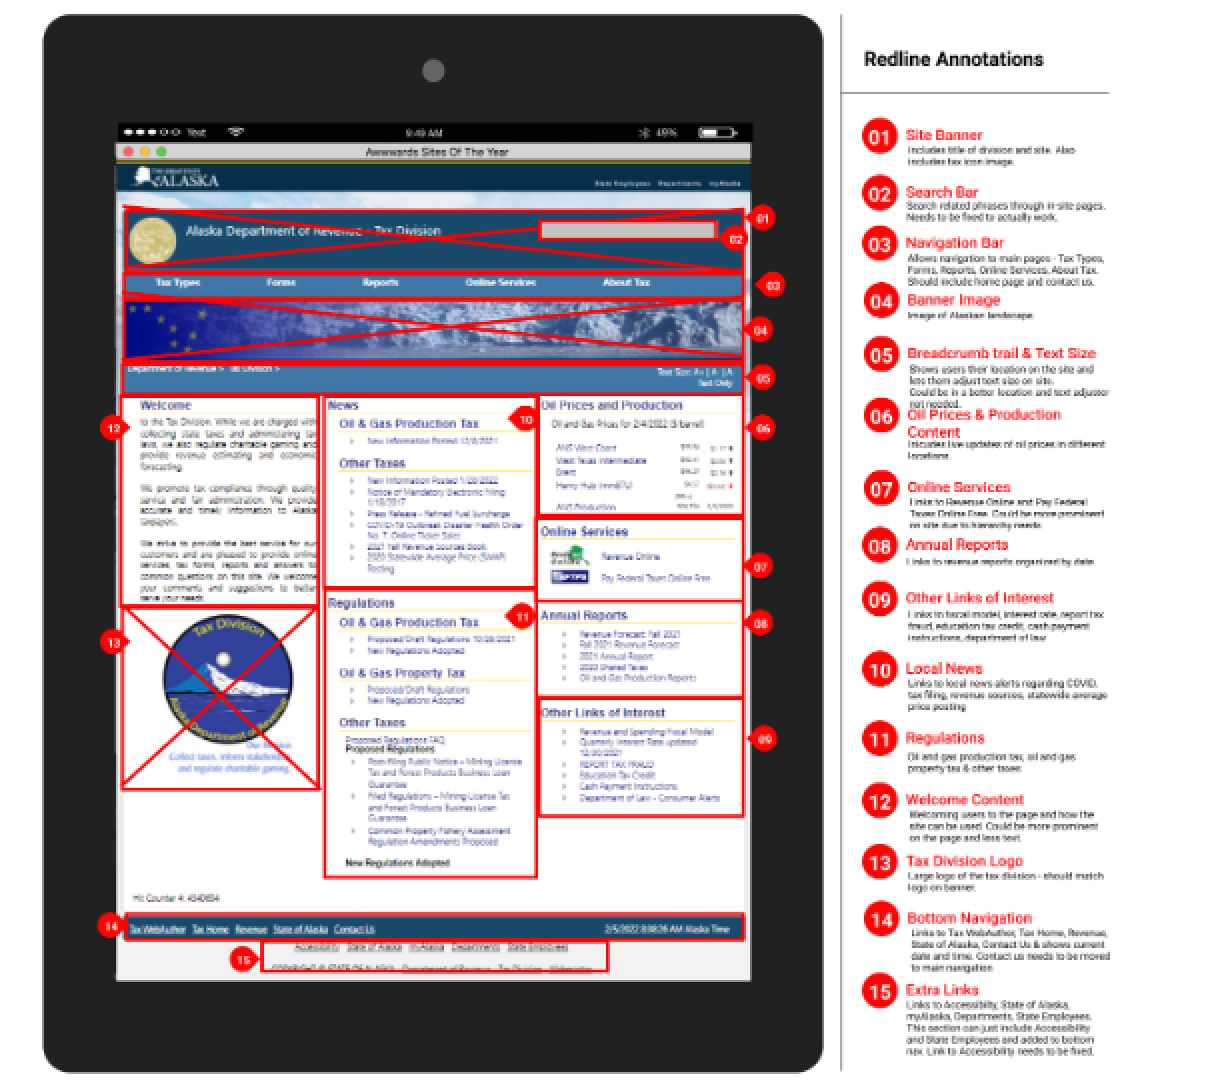 Test
9:49 AM
49%
Awwwards Sites Of The Year
THE GREAT STATE
ALASKA
State Employees Departments myAlaska
Alaska Department of Revenue - Tax Division
01
02
Tax Types Forms Reports Online Services About Tax
03
04
Department of Revenue > Tax Division >
Text Size: A+ | A- | A
Text Only
05
Welcome
to the Tax Division. While we are charged with
collecting state taxes and administering tax
laws, we also regulate charitable gaming and
provide revenue estimating and economic
forecasting.
We promote tax compliance through quality
service and fair administration. We provide
accurate and timely information to Alaska
taxpayers.
We strive to provide the best service for our
customers and are pleased to provide online
services, tax forms, reports and answers to
common questions on this site. We welcome
your comments and suggestions to better
serve your needs.
12
Tax Division
Alaska Department of Revenue
Our Mission
Collect taxes, inform stakeholders
and regulate charitable gaming.
13
News
Oil & Gas Production Tax
New Information Posted
Other Taxes
New Information Posted 1/28/2022
Notice of Mandatory Electronic Filing
Press Release - Refined Fuel Surcharge
COVID-19 Outbreak Disaster Health Order
No. 7, Online Ticket Sales
2021 Fall Revenue Sources Book
2020 Statewide Average Price (SWAP)
Posting
10
Regulations
Oil & Gas Production Tax
Proposed/Draft Regulations 10/28/2021
New Regulations Adopted
Oil & Gas Property Tax
Proposed/Draft Regulations
New Regulations Adopted
Other Taxes
Proposed Regulations FAQ
Proposed Regulations
Post-filing Public Notice - Mining License
Tax and Forest Products Business Loan
Guarantee
Filed Regulations - Mining License Tax
and Forest Products Business Loan
Guarantee
Common Property Fishery Assessment
Regulation Amendments Proposed
New Regulations Adopted
11
Oil Prices and Production
Oil and Gas Prices for 2/4/2022 ($/barrel)
ANS West Coast
West Texas Intermediate
Brent
Henry Hub (mmBTU)
ANS Production
06
Online Services
Revenue Online
EFTPS
Pay Federal Taxes Online Free
07
Annual Reports
Revenue Forecast: Fall 2021
Fall 2021 Revenue Forecast
2021 Annual Report
2020 Shared Taxes
Oil and Gas Production Reports
08
Other Links of Interest
Revenue and Spending Fiscal Model
Quarterly Interest Rate updated
REPORT TAX FRAUD
Education Tax Credit
Cash Payment Instructions
Department of Law - Consumer Alerts
09
Hit Counter #: 
14
Tax WebAuthor Tax Home Revenue State of Alaska Contact Us
Alaska Time
Accessibility State of Alaska myAlaska Departments State Employees
15
COPYRIGHT © STATE OF ALASKA Department of Revenue Tax Division Webmaster
Redline Annotations
01 Site Banner
Includes title of division and site. Also
includes tax icon image.
02 Search Bar
Search related phrases through in-site pages.
Needs to be fixed to actually work.
03 Navigation Bar
Allows navigation to main pages - Tax Types,
Forms, Reports, Online Services, About Tax.
Should include home page and contact us.
04 Banner Image
Image of Alaskan landscape
05 Breadcrumb trail & Text Size
Shows users their location on the site and
lets them adjust text size on site.
Could be in a better location and text adjuster
not needed.
06 Oil Prices & Production
Content
Includes live updates of oil prices in different
locations.
07 Online Services
Links to Revenue Online and Pay Federal
Taxes Online Free. Could be more prominent
on site due to hierarchy needs.
08 Annual Reports
Links to revenue reports organized by date
09 Other Links of Interest
Links to fiscal model, interest rate, report tax
fraud, education tax credit, cash payment
instructions, department of law
10 Local News
Links to local news alerts regarding COVID,
tax filing, revenue sources, statewide average
price posting
11 Regulations
Oil and gas production tax, oil and gas
property tax & other taxes.
12 Welcome Content
Welcoming users to the page and how the
site can be used. Could be more prominent
on the page and less text
13 Tax Division Logo
Large logo of the tax division - should match
logo on banner.
14 Bottom Navigation
Links to Tax WebAuthor, Tax Home, Revenue,
State of Alaska, Contact Us & shows current
date and time. Contact us needs to be moved
to main navigation
15 Extra Links
Links to Accessibilty, State of Alaska,
myAlaska, Departments, State Employees.
This section can just include Accessibility
and State Employees and added to bottom
nav. Link to Accessibility needs to be fixed.